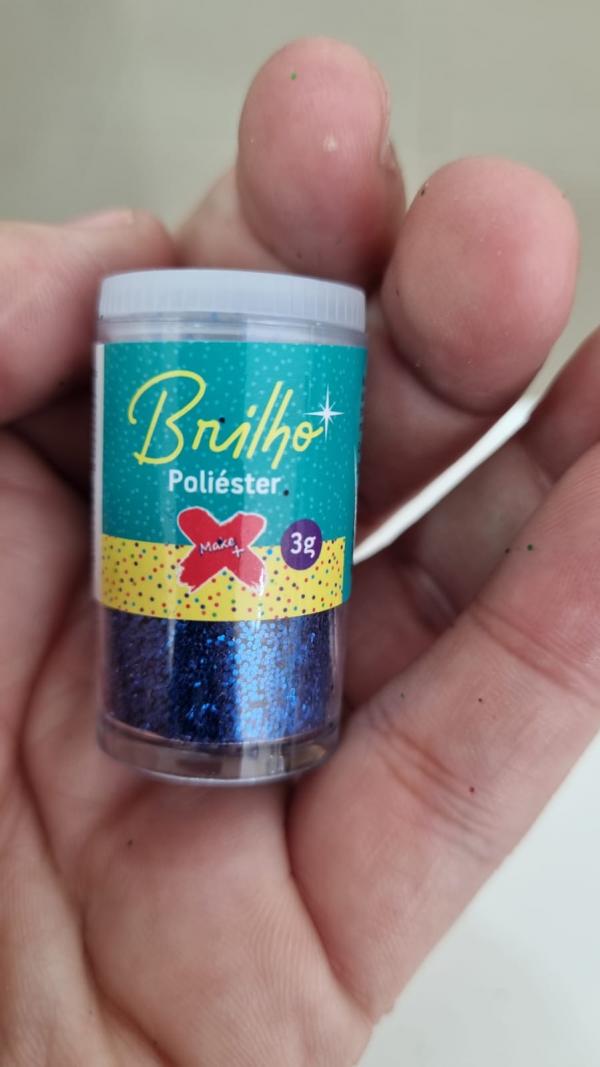 Brilho
Poliéster
Make+
3g